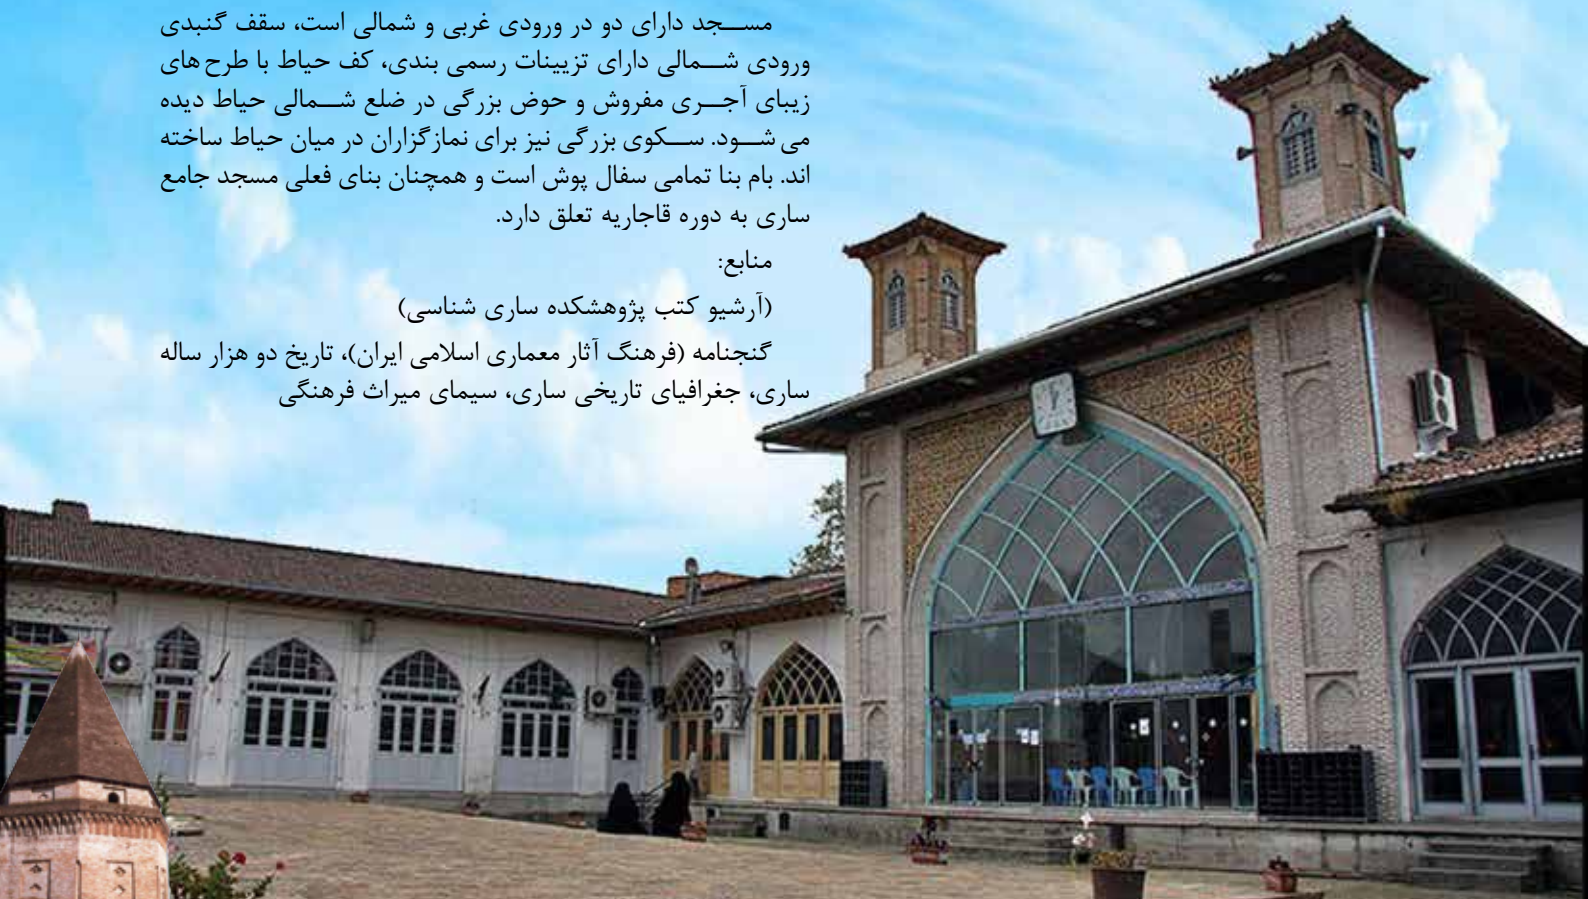 مسجد دارای دو در ورودی غربی و شمالی است، سقف گنبدی
ورودی شمالی دارای تزیینات رسمی بندی، کف حیاط با طرح های
زیبای آجری مفروش و حوض بزرگی در ضلع شمالی حیاط دیده
می شود. سکوی بزرگی نیز برای نمازگزاران در میان حیاط ساخته
اند. بام بنا تمامی سفال پوش است و همچنان بنای فعلی مسجد جامع
ساری به دوره قاجاریه تعلق دارد.
منابع:
(آرشیو کتب پژوهشکده ساری شناسی)
گنجنامه (فرهنگ آثار معماری اسلامی ایران)، تاریخ دو هزار ساله
ساری، جغرافیای تاریخی ساری، سیمای میراث فرهنگی